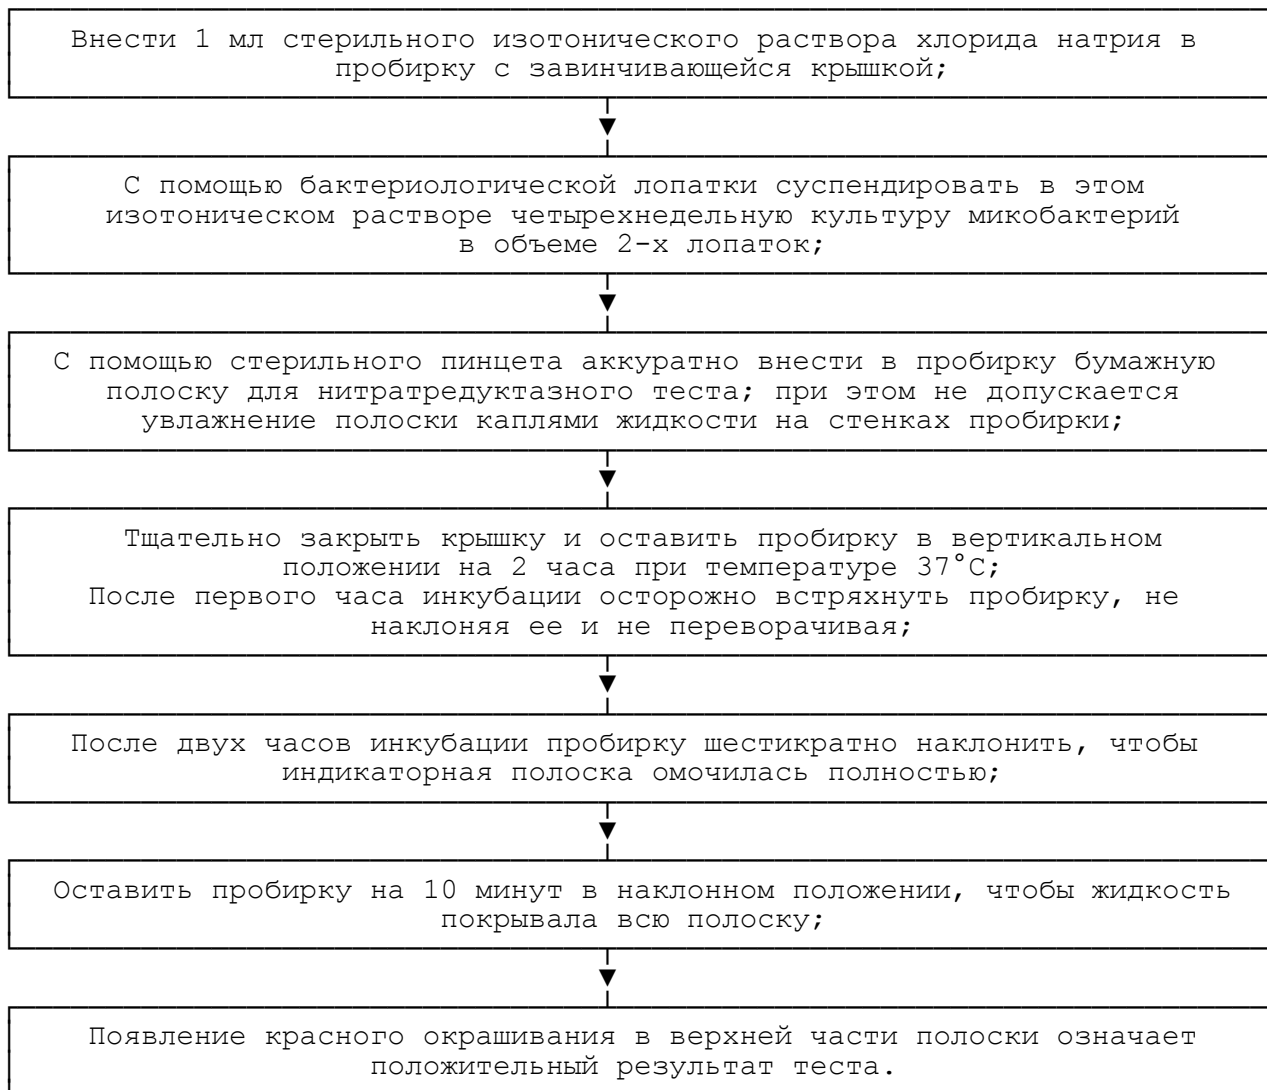 Внести 1 мл стерильного изотонического раствора хлорида натрия в
пробирку с завинчивающейся крышкой;
С помощью бактериологической лопатки суспендировать в этом
изотоническом растворе четырехнедельную культуру микобактерий
в объеме 2-х лопаток;
С помощью стерильного пинцета аккуратно внести в пробирку бумажную
полоску для нитратредуктазного теста; при этом не допускается
увлажнение полоски каплями жидкости на стенках пробирки;
Тщательно закрыть крышку и оставить пробирку в вертикальном
положении на 2 часа при температуре 37°С;
После первого часа инкубации осторожно встряхнуть пробирку, не
наклоняя ее и не переворачивая;
После двух часов инкубации пробирку шестикратно наклонить, чтобы
индикаторная полоска омочилась полностью;
Оставить пробирку на 10 минут в наклонном положении, чтобы жидкость
покрывала всю полоску;
Появление красного окрашивания в верхней части полоски означает
положительный результат теста.